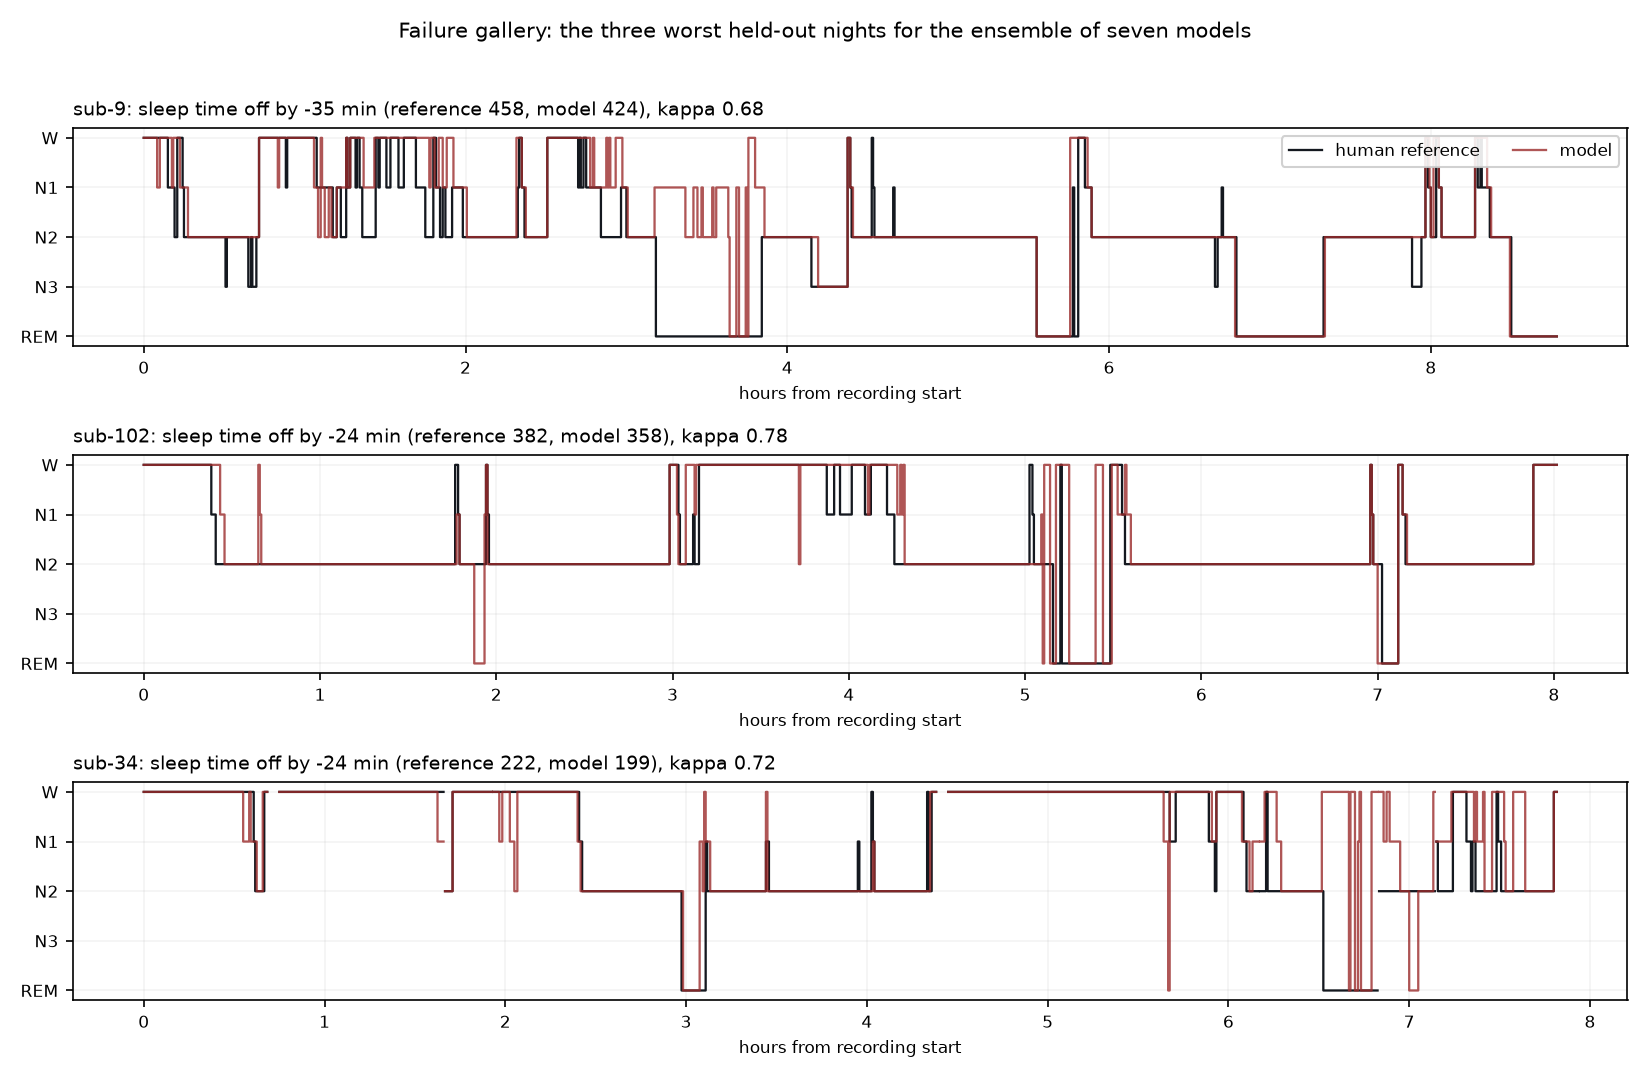 Failure gallery: the three worst held-out nights for the ensemble of seven models
sub-9: sleep time off by -35 min (reference 458, model 424), kappa 0.68
W
N1
N2
N3
REM
human reference
model
0 2 4 6 8
hours from recording start
sub-102: sleep time off by -24 min (reference 382, model 358), kappa 0.78
W
N1
N2
N3
REM
0 1 2 3 4 5 6 7 8
hours from recording start
sub-34: sleep time off by -24 min (reference 222, model 199), kappa 0.72
W
N1
N2
N3
REM
0 1 2 3 4 5 6 7 8
hours from recording start